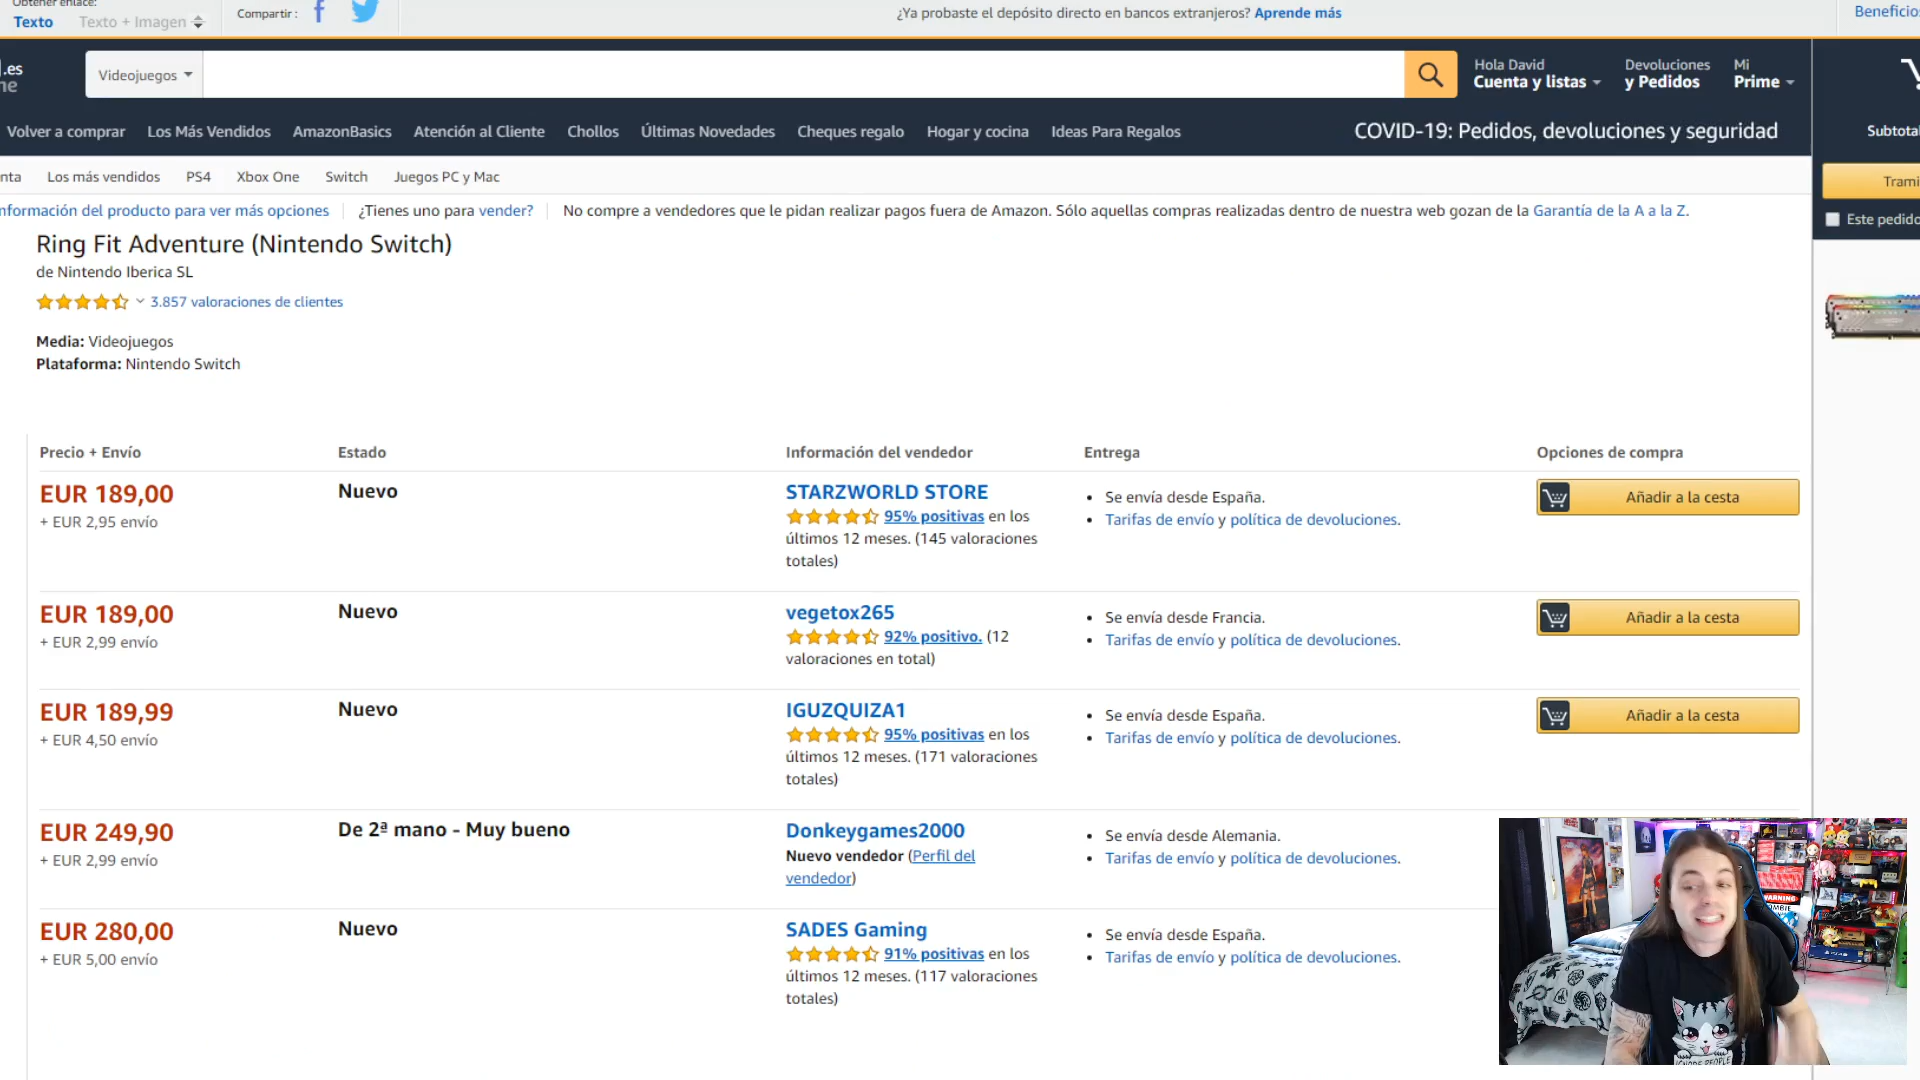 Obtener enlace:
Texto Texto + Imagen
Compartir :
¿Ya probaste el depósito directo en bancos extranjeros? Aprende más
.es
Videojuegos
Hola David
Cuenta y listas
Devoluciones
y Pedidos
Mi
Prime
Volver a comprar Los Más Vendidos AmazonBasics Atención al Cliente Chollos Últimas Novedades Cheques regalo Hogar y cocina Ideas Para Regalos
COVID-19: Pedidos, devoluciones y seguridad
Los más vendidos PS4 Xbox One Switch Juegos PC y Mac
nformación del producto para ver más opciones ¿Tienes uno para vender? No compre a vendedores que le pidan realizar pagos fuera de Amazon. Sólo aquellas compras realizadas dentro de nuestra web gozan de la Garantía de la A a la Z.
Este pedido
Ring Fit Adventure (Nintendo Switch)
de Nintendo Iberica SL
3.857 valoraciones de clientes
Media: Videojuegos
Plataforma: Nintendo Switch
Precio + Envío Estado Información del vendedor Entrega Opciones de compra
EUR 189,00
+ EUR 2,95 envío
Nuevo
STARZWORLD STORE
95% positivas en los
últimos 12 meses. (145 valoraciones
totales)
Se envía desde España.
Tarifas de envío y política de devoluciones.
Añadir a la cesta
EUR 189,00
+ EUR 2,99 envío
Nuevo
vegetox265
92% positivo. (12
valoraciones en total)
Se envía desde Francia.
Tarifas de envío y política de devoluciones.
Añadir a la cesta
EUR 189,99
+ EUR 4,50 envío
Nuevo
IGUZQUIZA1
95% positivas en los
últimos 12 meses. (171 valoraciones
totales)
Se envía desde España.
Tarifas de envío y política de devoluciones.
Añadir a la cesta
EUR 249,90
+ EUR 2,99 envío
De 2ª mano - Muy bueno
Donkeygames2000
Nuevo vendedor (Perfil del
vendedor)
Se envía desde Alemania.
Tarifas de envío y política de devoluciones.
EUR 280,00
+ EUR 5,00 envío
Nuevo
SADES Gaming
91% positivas en los
últimos 12 meses. (117 valoraciones
totales)
Se envía desde España.
Tarifas de envío y política de devoluciones.
WARNING